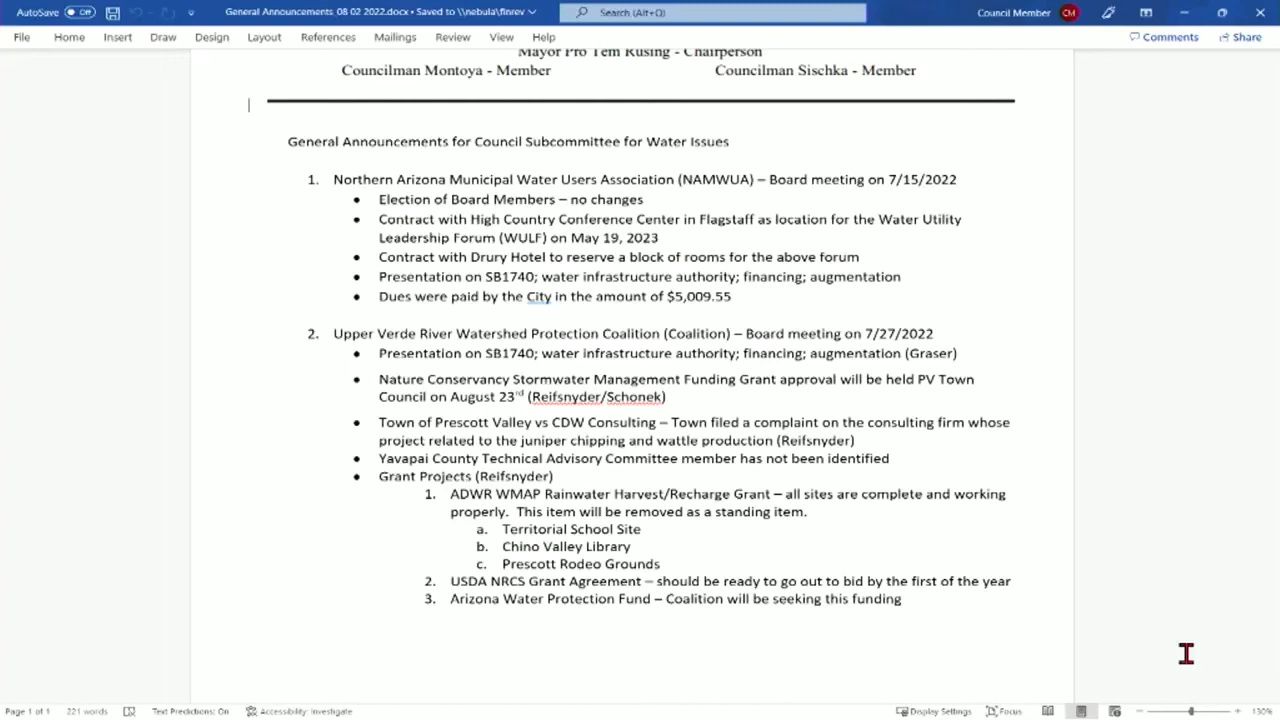 AutoSave Off General Announcements_08 02 2022.docx • Saved to \\nebula\finrev Search (Alt+Q) Council Member CM
File Home Insert Draw Design Layout References Mailings Review View Help Comments Share
Mayor Pro Tem Rusing - Chairperson
Councilman Montoya - Member Councilman Sischka - Member
General Announcements for Council Subcommittee for Water Issues
1. Northern Arizona Municipal Water Users Association (NAMWUA) – Board meeting on 7/15/2022
• Election of Board Members – no changes
• Contract with High Country Conference Center in Flagstaff as location for the Water Utility
Leadership Forum (WULF) on May 19, 2023
• Contract with Drury Hotel to reserve a block of rooms for the above forum
• Presentation on SB1740; water infrastructure authority; financing; augmentation
• Dues were paid by the City in the amount of $5,009.55
2. Upper Verde River Watershed Protection Coalition (Coalition) – Board meeting on 7/27/2022
• Presentation on SB1740; water infrastructure authority; financing; augmentation (Graser)
• Nature Conservancy Stormwater Management Funding Grant approval will be held PV Town
Council on August 23rd (Reifsnyder/Schonek)
• Town of Prescott Valley vs CDW Consulting – Town filed a complaint on the consulting firm whose
project related to the juniper chipping and wattle production (Reifsnyder)
• Yavapai County Technical Advisory Committee member has not been identified
• Grant Projects (Reifsnyder)
1. ADWR WMAP Rainwater Harvest/Recharge Grant – all sites are complete and working
properly. This item will be removed as a standing item.
a. Territorial School Site
b. Chino Valley Library
c. Prescott Rodeo Grounds
2. USDA NRCS Grant Agreement – should be ready to go out to bid by the first of the year
3. Arizona Water Protection Fund – Coalition will be seeking this funding
Page 1 of 1 221 words Text Predictions: On Accessibility: Investigate Display Settings Focus 130%